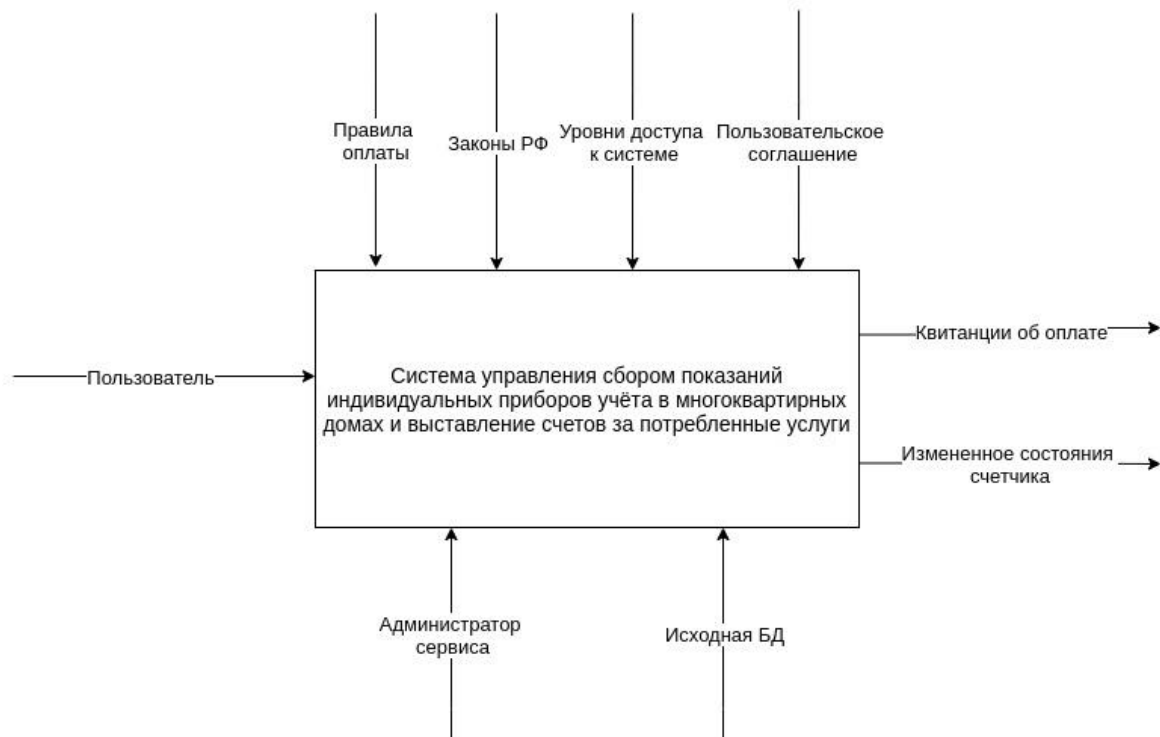 Правила
оплаты
Законы РФ
Уровни доступа
к системе
Пользовательское
соглашение
Пользователь
Система управления сбором показаний
индивидуальных приборов учёта в многоквартирных
домах и выставление счетов за потребленные услуги
Квитанции об оплате
Измененное состояния
счетчика
Администратор
сервиса
Исходная БД